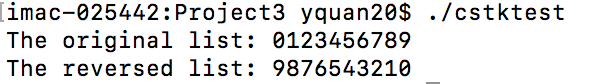 [imac-025442:Project3 yquan20$ ./cstktest
The original list: 0123456789
The reversed list: 9876543210